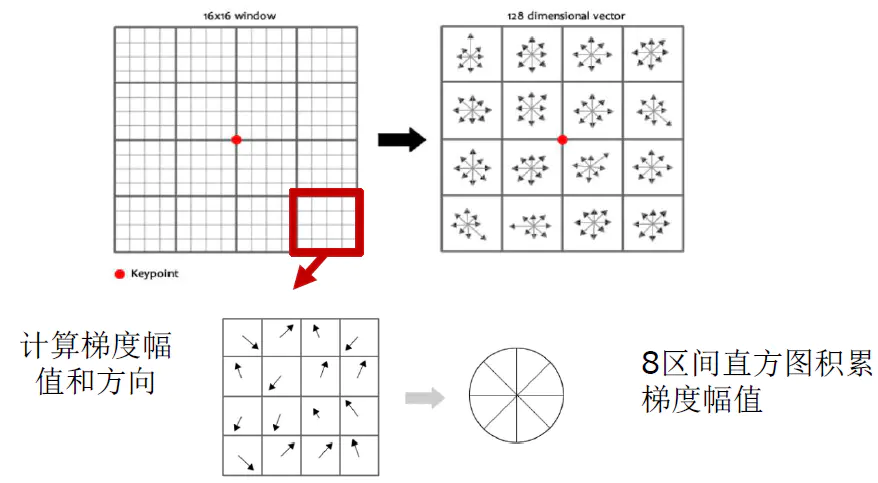 16x16 window
128 dimensional vector
Keypoint
计算梯度幅
值和方向
8区间直方图积累
梯度幅值